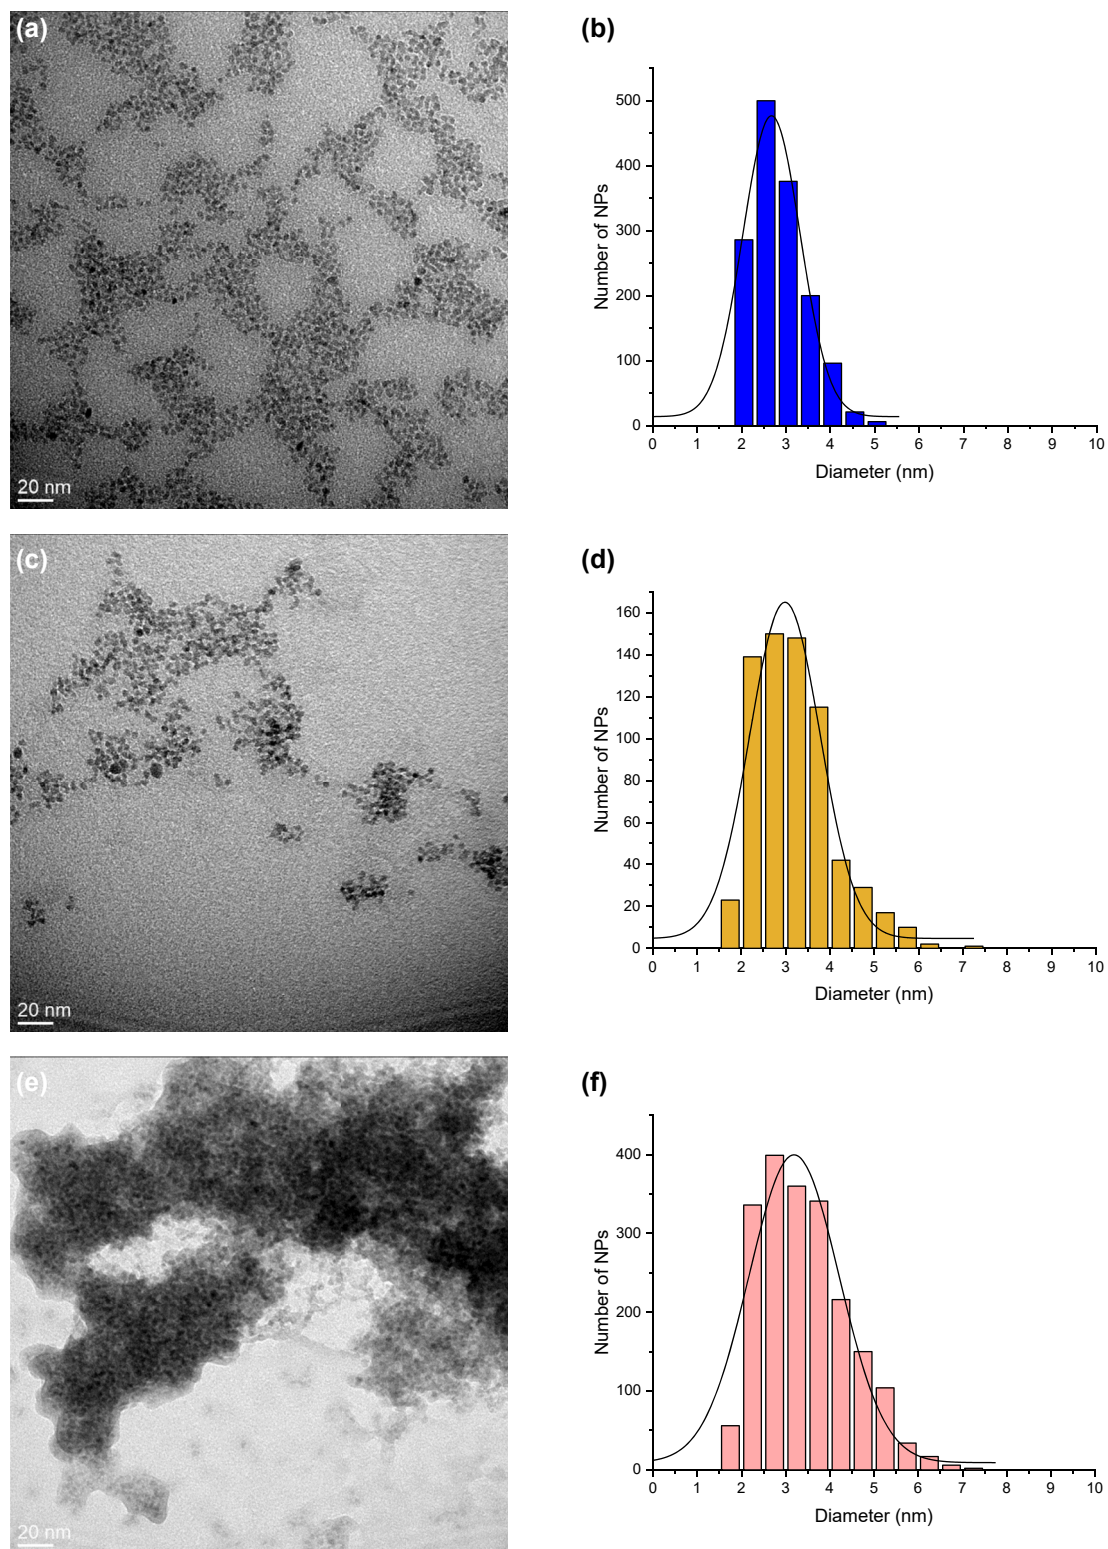 (a)
20 nm
(b)
Number of NPs
500
400
300
200
100
0
0 1 2 3 4 5 6 7 8 9 10
Diameter (nm)
(c)
20 nm
(d)
Number of NPs
160
140
120
100
80
60
40
20
0
0 1 2 3 4 5 6 7 8 9 10
Diameter (nm)
(e)
20 nm
(f)
Number of NPs
400
300
200
100
0
0 1 2 3 4 5 6 7 8 9 10
Diameter (nm)